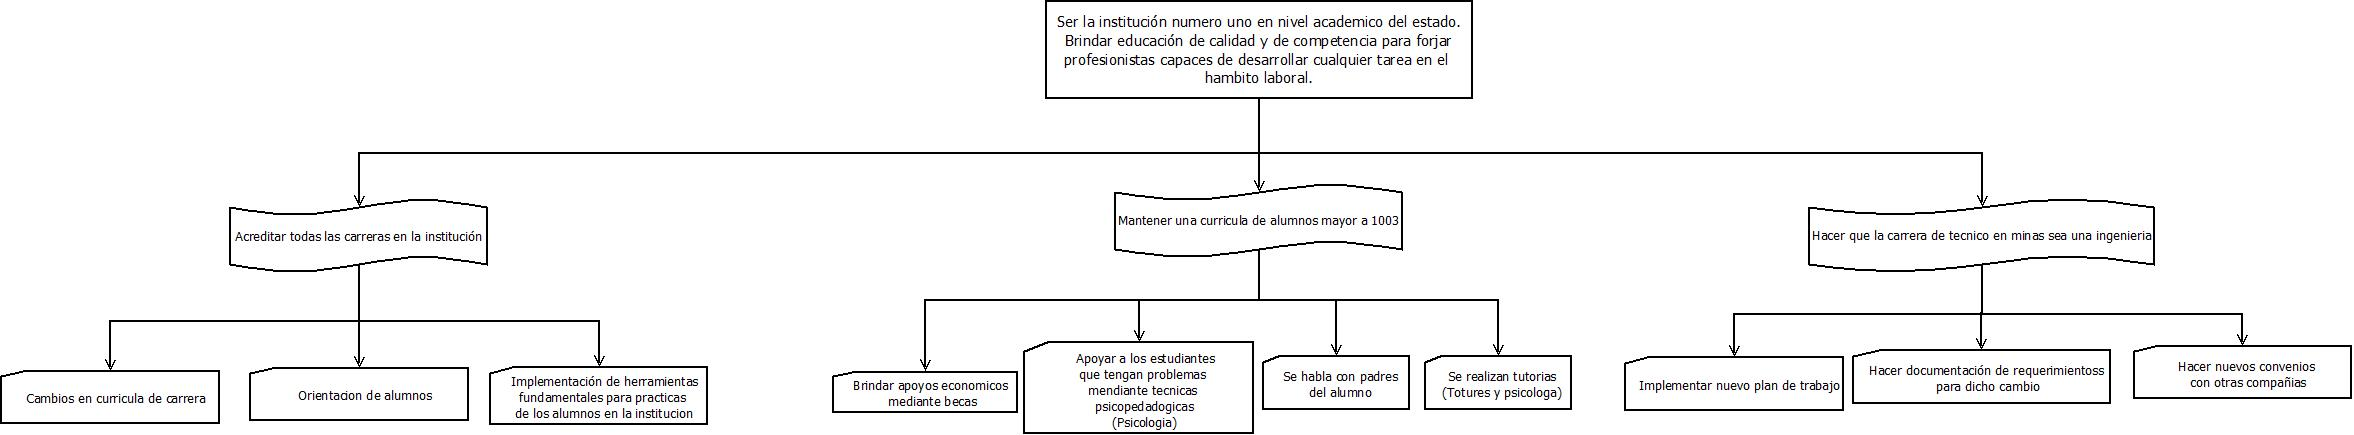 Ser la institución numero uno en nivel academico del estado.
Brindar educación de calidad y de competencia para forjar
profesionistas capaces de desarrollar cualquier tarea en el
hambito laboral.
Acreditar todas las carreras en la institución
Mantener una curricula de alumnos mayor a 1003
Hacer que la carrera de tecnico en minas sea una ingenieria
Cambios en curricula de carrera
Orientacion de alumnos
Implementación de herramientas
fundamentales para practicas
de los alumnos en la institucion
Brindar apoyos economicos
mediante becas
Apoyar a los estudiantes
que tengan problemas
mendiante tecnicas
psicopedadogicas
(Psicologia)
Se habla con padres
del alumno
Se realizan tutorias
(Totures y psicologa)
Implementar nuevo plan de trabajo
Hacer documentación de requerimientoss
para dicho cambio
Hacer nuevos convenios
con otras compañias